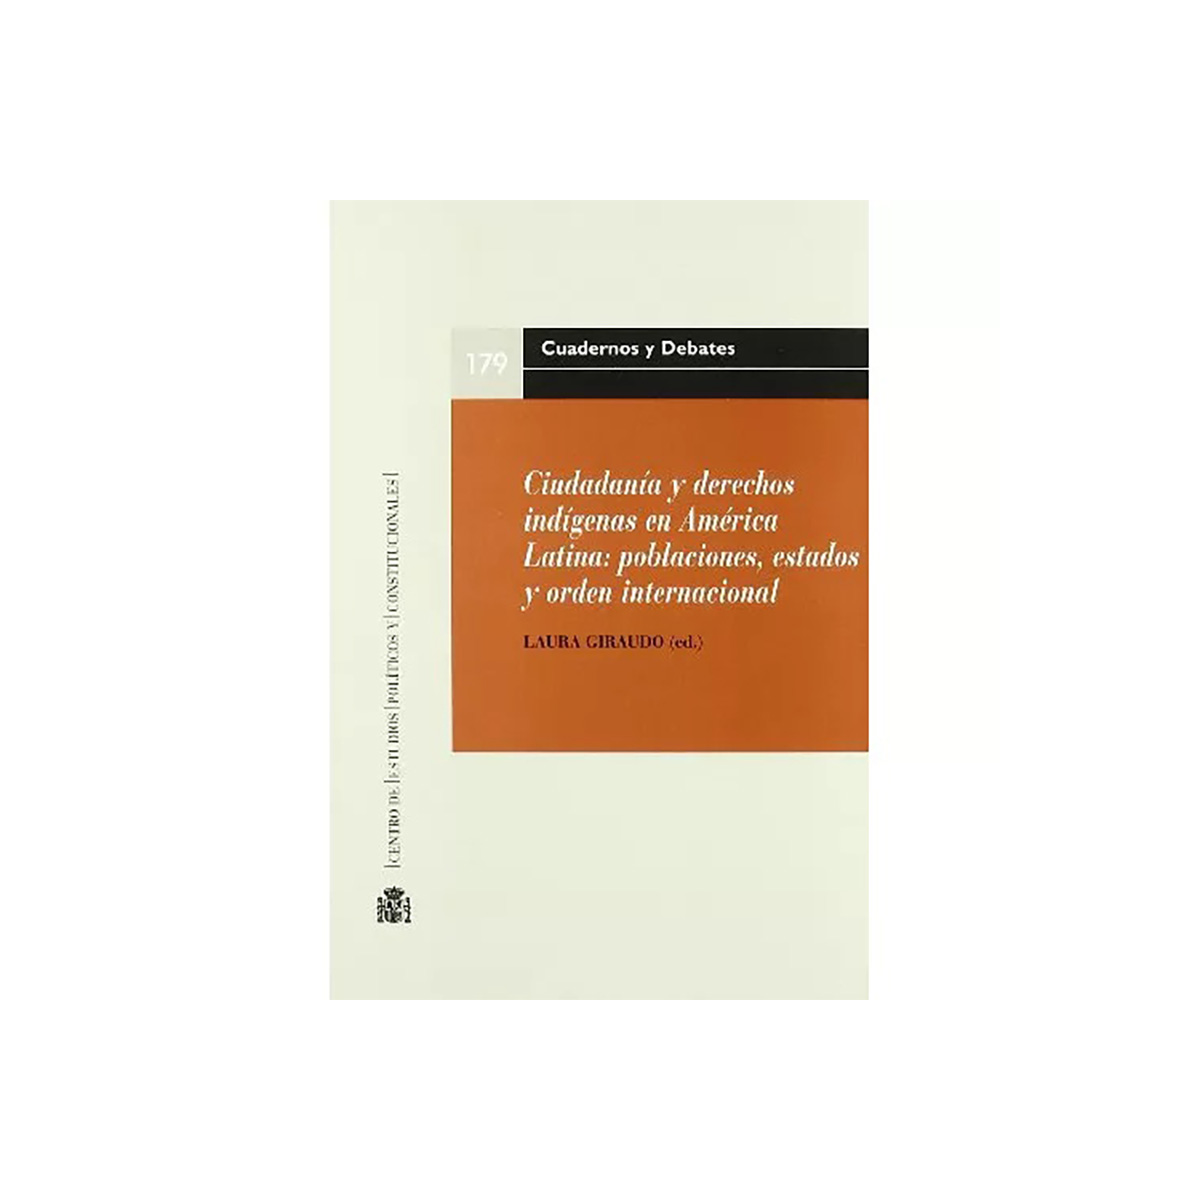 179
Cuadernos y Debates
Ciudadanía y derechos
indígenas en América
Latina: poblaciones, estados
y orden internacional
LAURA GIRAUDO (ed.)
|CENTRO DE|ESTUDIOS|POLÍTICOS Y|CONSTITUCIONALES|